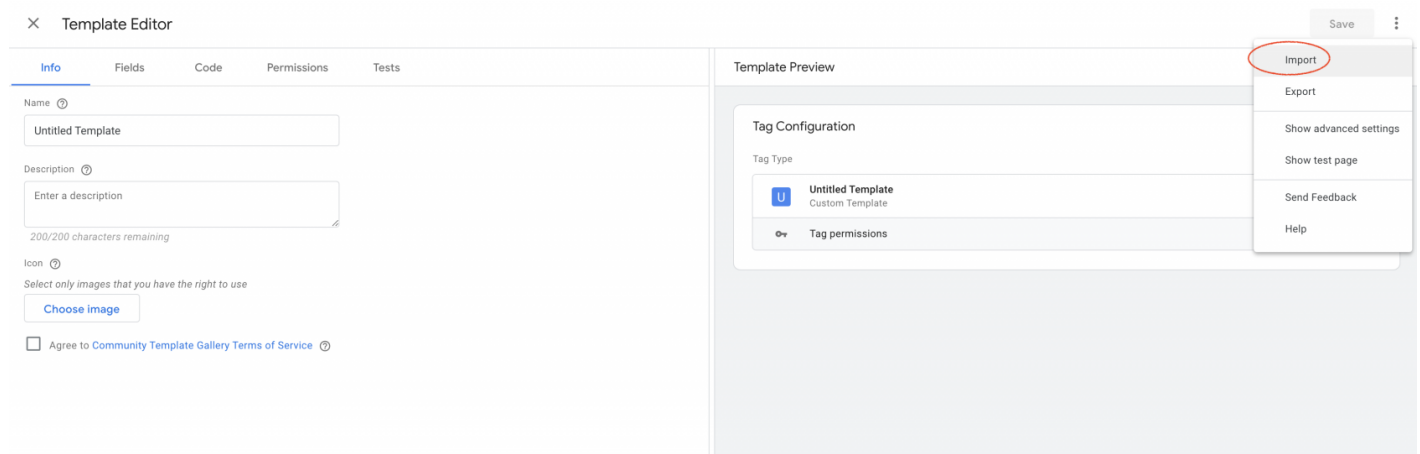 Template Editor
Save
Info Fields Code Permissions Tests
Name
Untitled Template
Description
Enter a description
200/200 characters remaining
Icon
Select only images that you have the right to use
Choose image
Agree to Community Template Gallery Terms of Service
Template Preview
Tag Configuration
Tag Type
U
Untitled Template
Custom Template
Tag permissions
Import
Export
Show advanced settings
Show test page
Send Feedback
Help